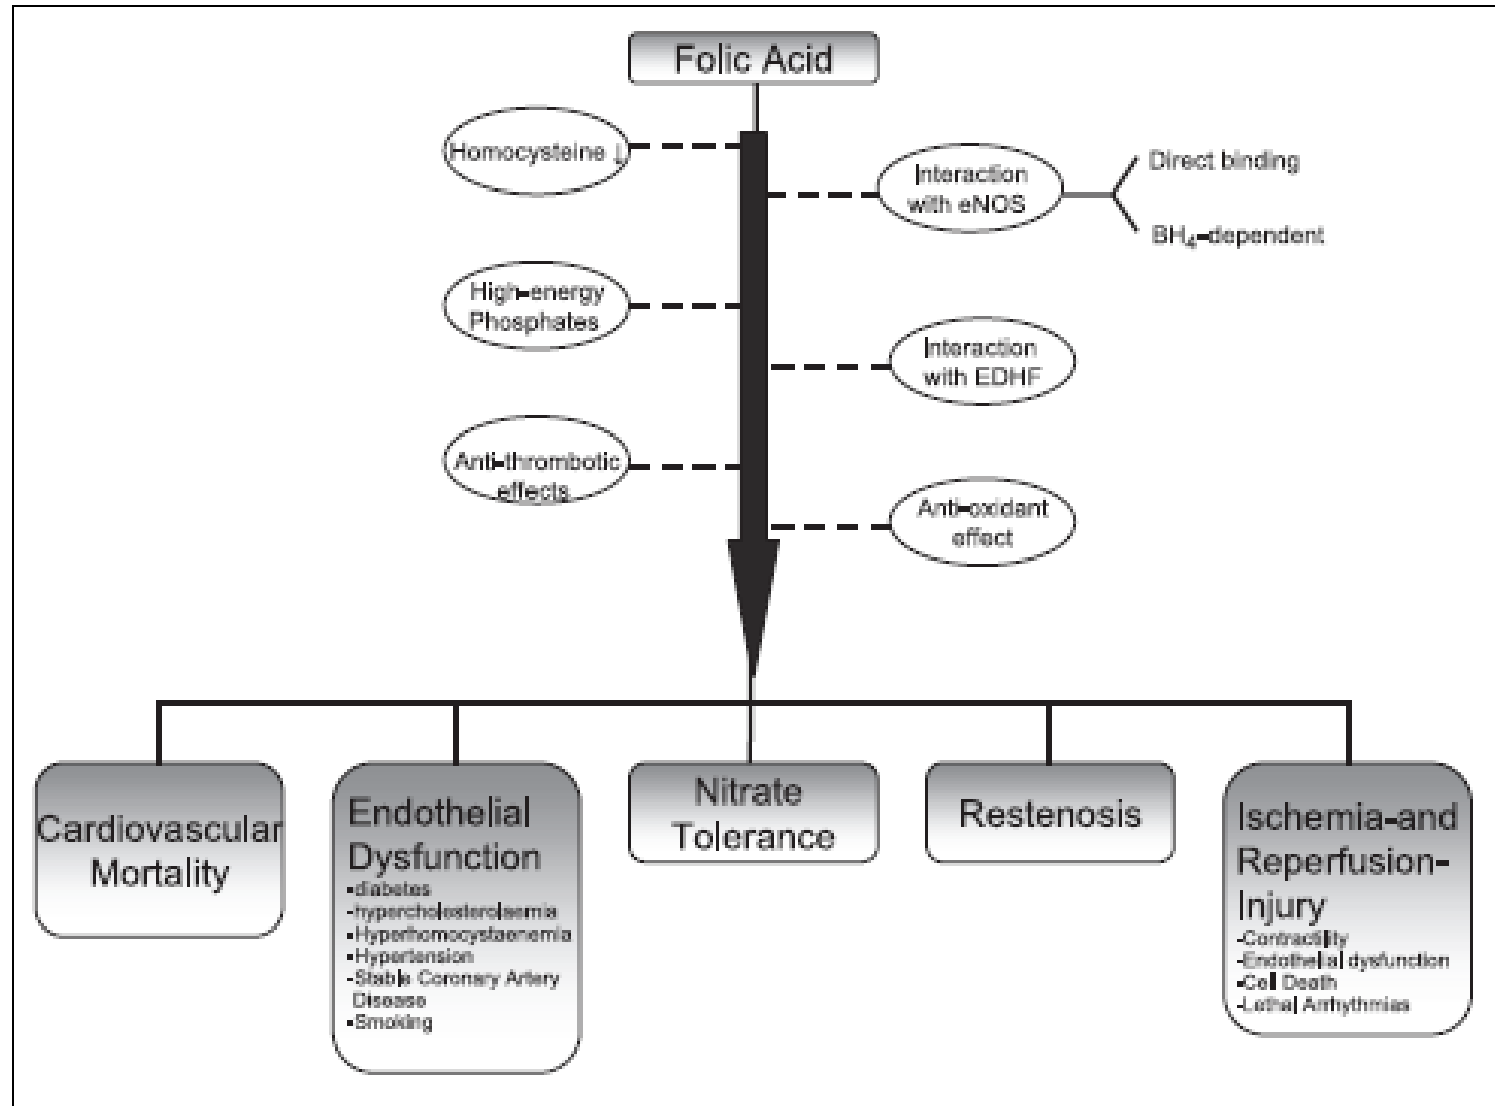 Folic Acid
Homocysteine ↓
Interaction
with eNOS
Direct binding
BH₄-dependent
High-energy
Phosphates
Interaction
with EDHF
Anti-thrombotic
effects
Anti-oxidant
effect
Cardiovascular
Mortality
Endothelial
Dysfunction
-diabetes
-hypercholesterolaemia
-Hyperhomocystaenemia
-Hypertension
-Stable Coronary Artery
Disease
-Smoking
Nitrate
Tolerance
Restenosis
Ischemia-and
Reperfusion-
Injury
-Contractility
-Endothelial dysfunction
-Cell Death
-Lethal Arrhythmias